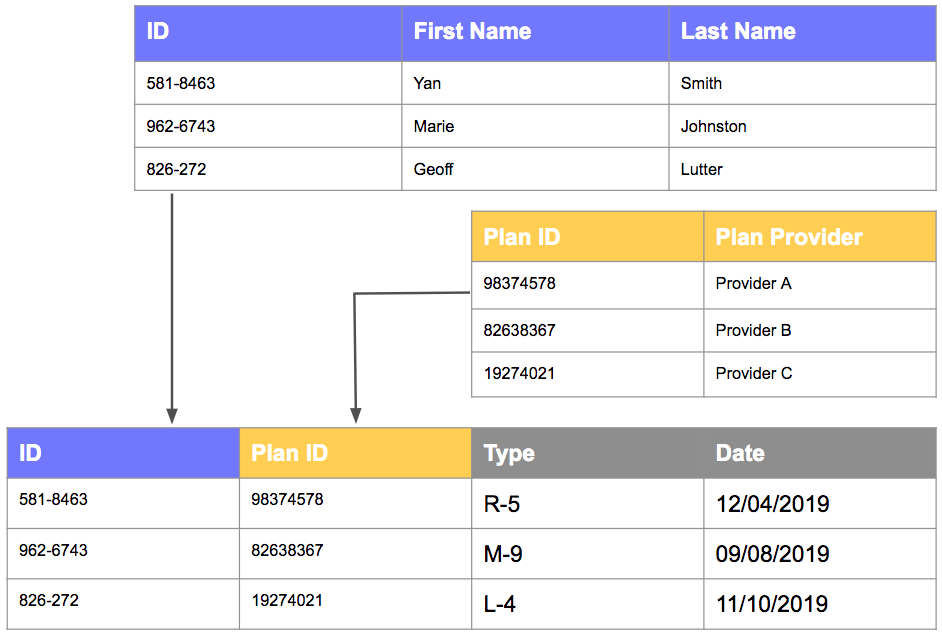 ID First Name Last Name
581-8463 Yan Smith
962-6743 Marie Johnston
826-272 Geoff Lutter
Plan ID Plan Provider
98374578 Provider A
82638367 Provider B
19274021 Provider C
ID Plan ID Type Date
581-8463 98374578 R-5 12/04/2019
962-6743 82638367 M-9 09/08/2019
826-272 19274021 L-4 11/10/2019